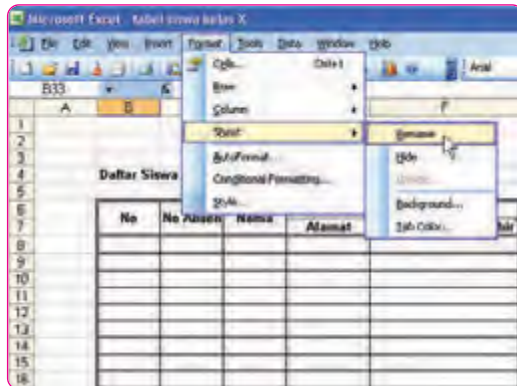 Microsoft Excel - tabel siswa kelas X
File Edit View Insert Format Tools Data Window Help
Arial
B33
A B F
Cells... Ctrl+1
Row
Column
Sheet
AutoFormat...
Conditional Formatting...
Style...
Rename
Hide
Unhide...
Background...
Tab Color...
1
2
3
4 Daftar Siswa
5
6
7
No No Absen Nama Alamat
8
9
10
11
12
13
14
15
16